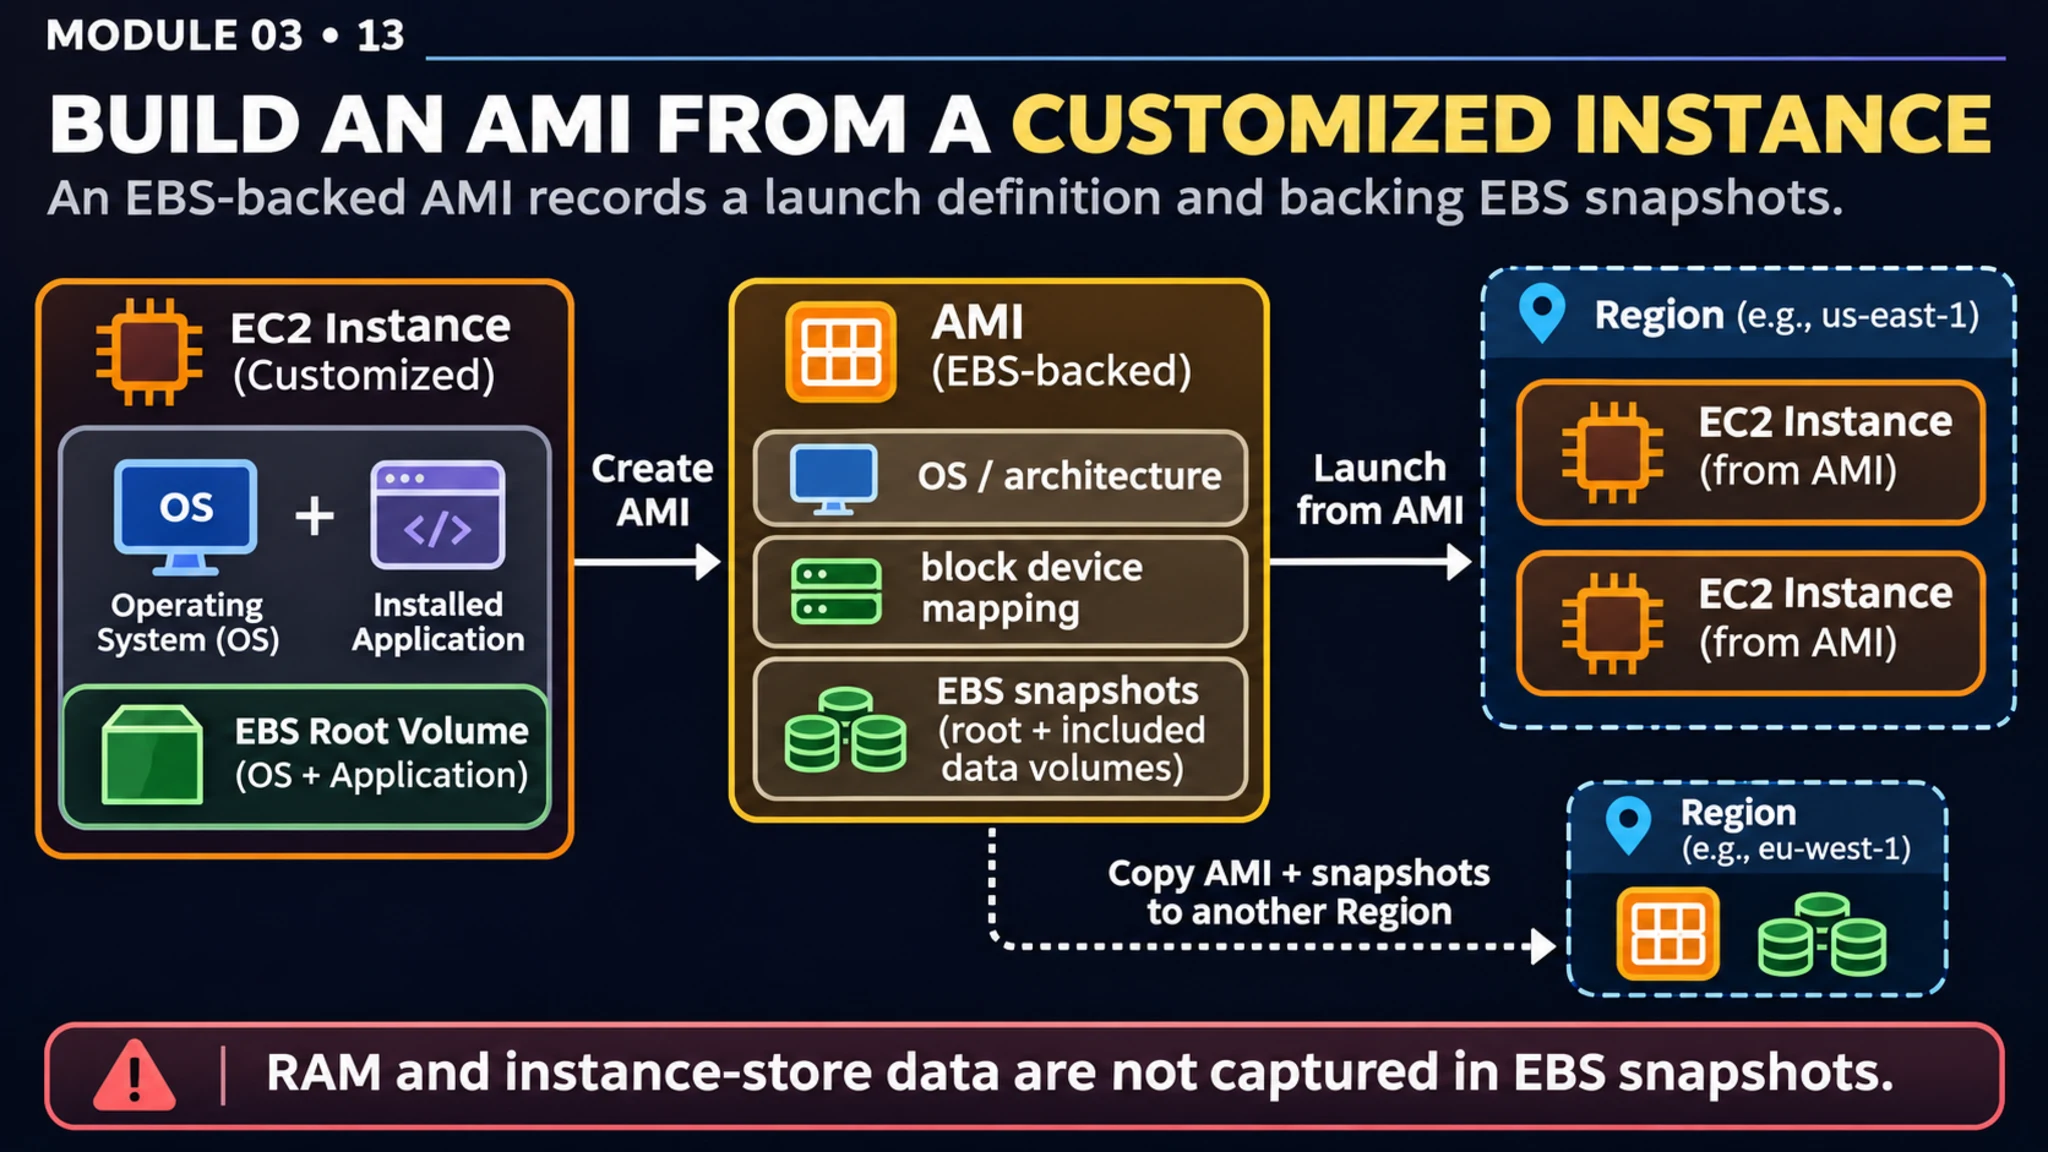 MODULE 03 • 13
BUILD AN AMI FROM A CUSTOMIZED INSTANCE
An EBS-backed AMI records a launch definition and backing EBS snapshots.
EC2 Instance
(Customized)
OS
+
</>
Operating
System (OS)
Installed
Application
EBS Root Volume
(OS + Application)
Create
AMI
AMI
(EBS-backed)
OS / architecture
block device
mapping
EBS snapshots
(root + included
data volumes)
Launch
from AMI
Region (e.g., us-east-1)
EC2 Instance
(from AMI)
EC2 Instance
(from AMI)
Copy AMI + snapshots
to another Region
Region
(e.g., eu-west-1)
RAM and instance-store data are not captured in EBS snapshots.